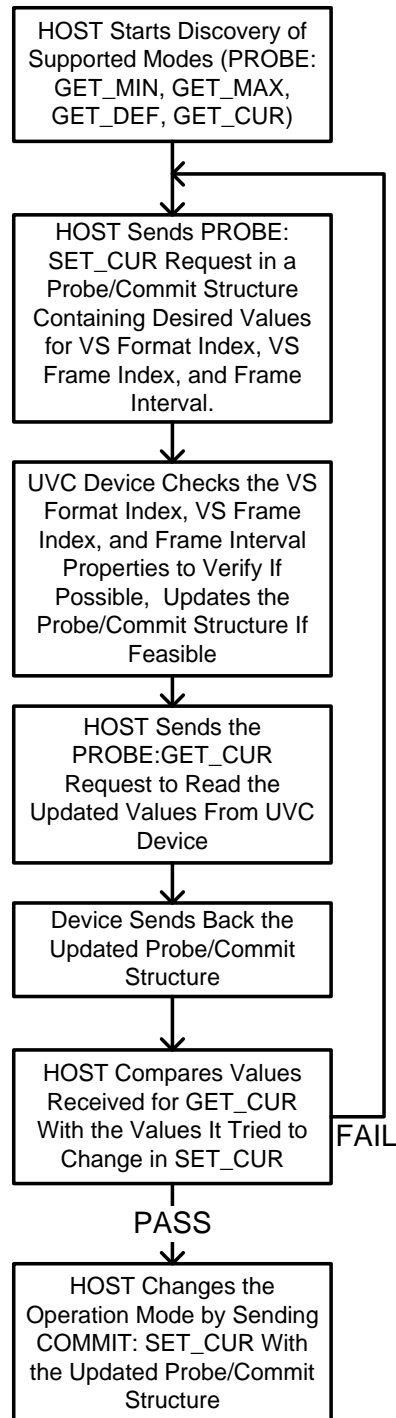 HOST Starts Discovery of
Supported Modes (PROBE:
GET_MIN, GET_MAX,
GET_DEF, GET_CUR)
HOST Sends PROBE:
SET_CUR Request in a
Probe/Commit Structure
Containing Desired Values
for VS Format Index, VS
Frame Index, and Frame
Interval.
UVC Device Checks the VS
Format Index, VS Frame
Index, and Frame Interval
Properties to Verify If
Possible, Updates the
Probe/Commit Structure If
Feasible
HOST Sends the
PROBE:GET_CUR
Request to Read the
Updated Values From UVC
Device
Device Sends Back the
Updated Probe/Commit
Structure
HOST Compares Values
Received for GET_CUR
With the Values It Tried to
Change in SET_CUR
FAIL
PASS
HOST Changes the
Operation Mode by Sending
COMMIT: SET_CUR With
the Updated Probe/Commit
Structure